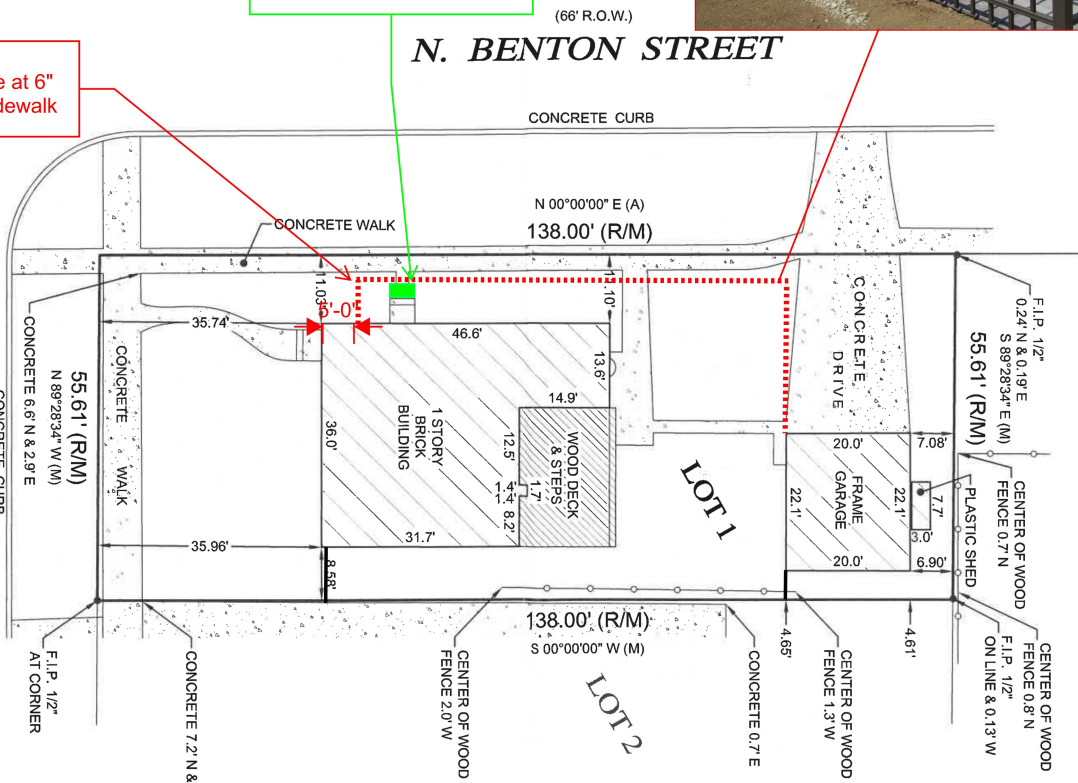 (66' R.O.W.)
N. BENTON STREET
e at 6"
dewalk
CONCRETE CURB
N 00°00'00" E (A)
138.00' (R/M)
CONCRETE WALK
11.03'
11.10'
5'-0"
35.74'
46.6'
13.6'
14.9'
CONCRETE
DRIVE
F.I.P. 1/2"
0.24' N & 0.19' E
S 89°28'34" E (M)
55.61' (R/M)
CONCRETE 6.6' N & 2.9' E
55.61' (R/M)
N 89°28'34" W (M)
CONCRETE WALK
CONCRETE CURB
36.0'
1 STORY
BRICK
BUILDING
12.5'
WOOD DECK
& STEPS
1.4'
1.4'
1.7'
8.2'
LOT 1
20.0'
7.08'
22.1'
FRAME
GARAGE
22.1'
7.7'
3.0'
PLASTIC SHED
CENTER OF WOOD
FENCE 0.7' N
35.96'
31.7'
20.0'
6.90'
8.58'
138.00' (R/M)
S 00°00'00" W (M)
4.65'
4.61'
F.I.P. 1/2"
AT CORNER
CONCRETE 7.2' N &
CENTER OF WOOD
FENCE 2.0' W
LOT 2
CONCRETE 0.7' E
CENTER OF WOOD
FENCE 1.3' W
F.I.P. 1/2"
ON LINE & 0.13' W
CENTER OF WOOD
FENCE 0.8' N